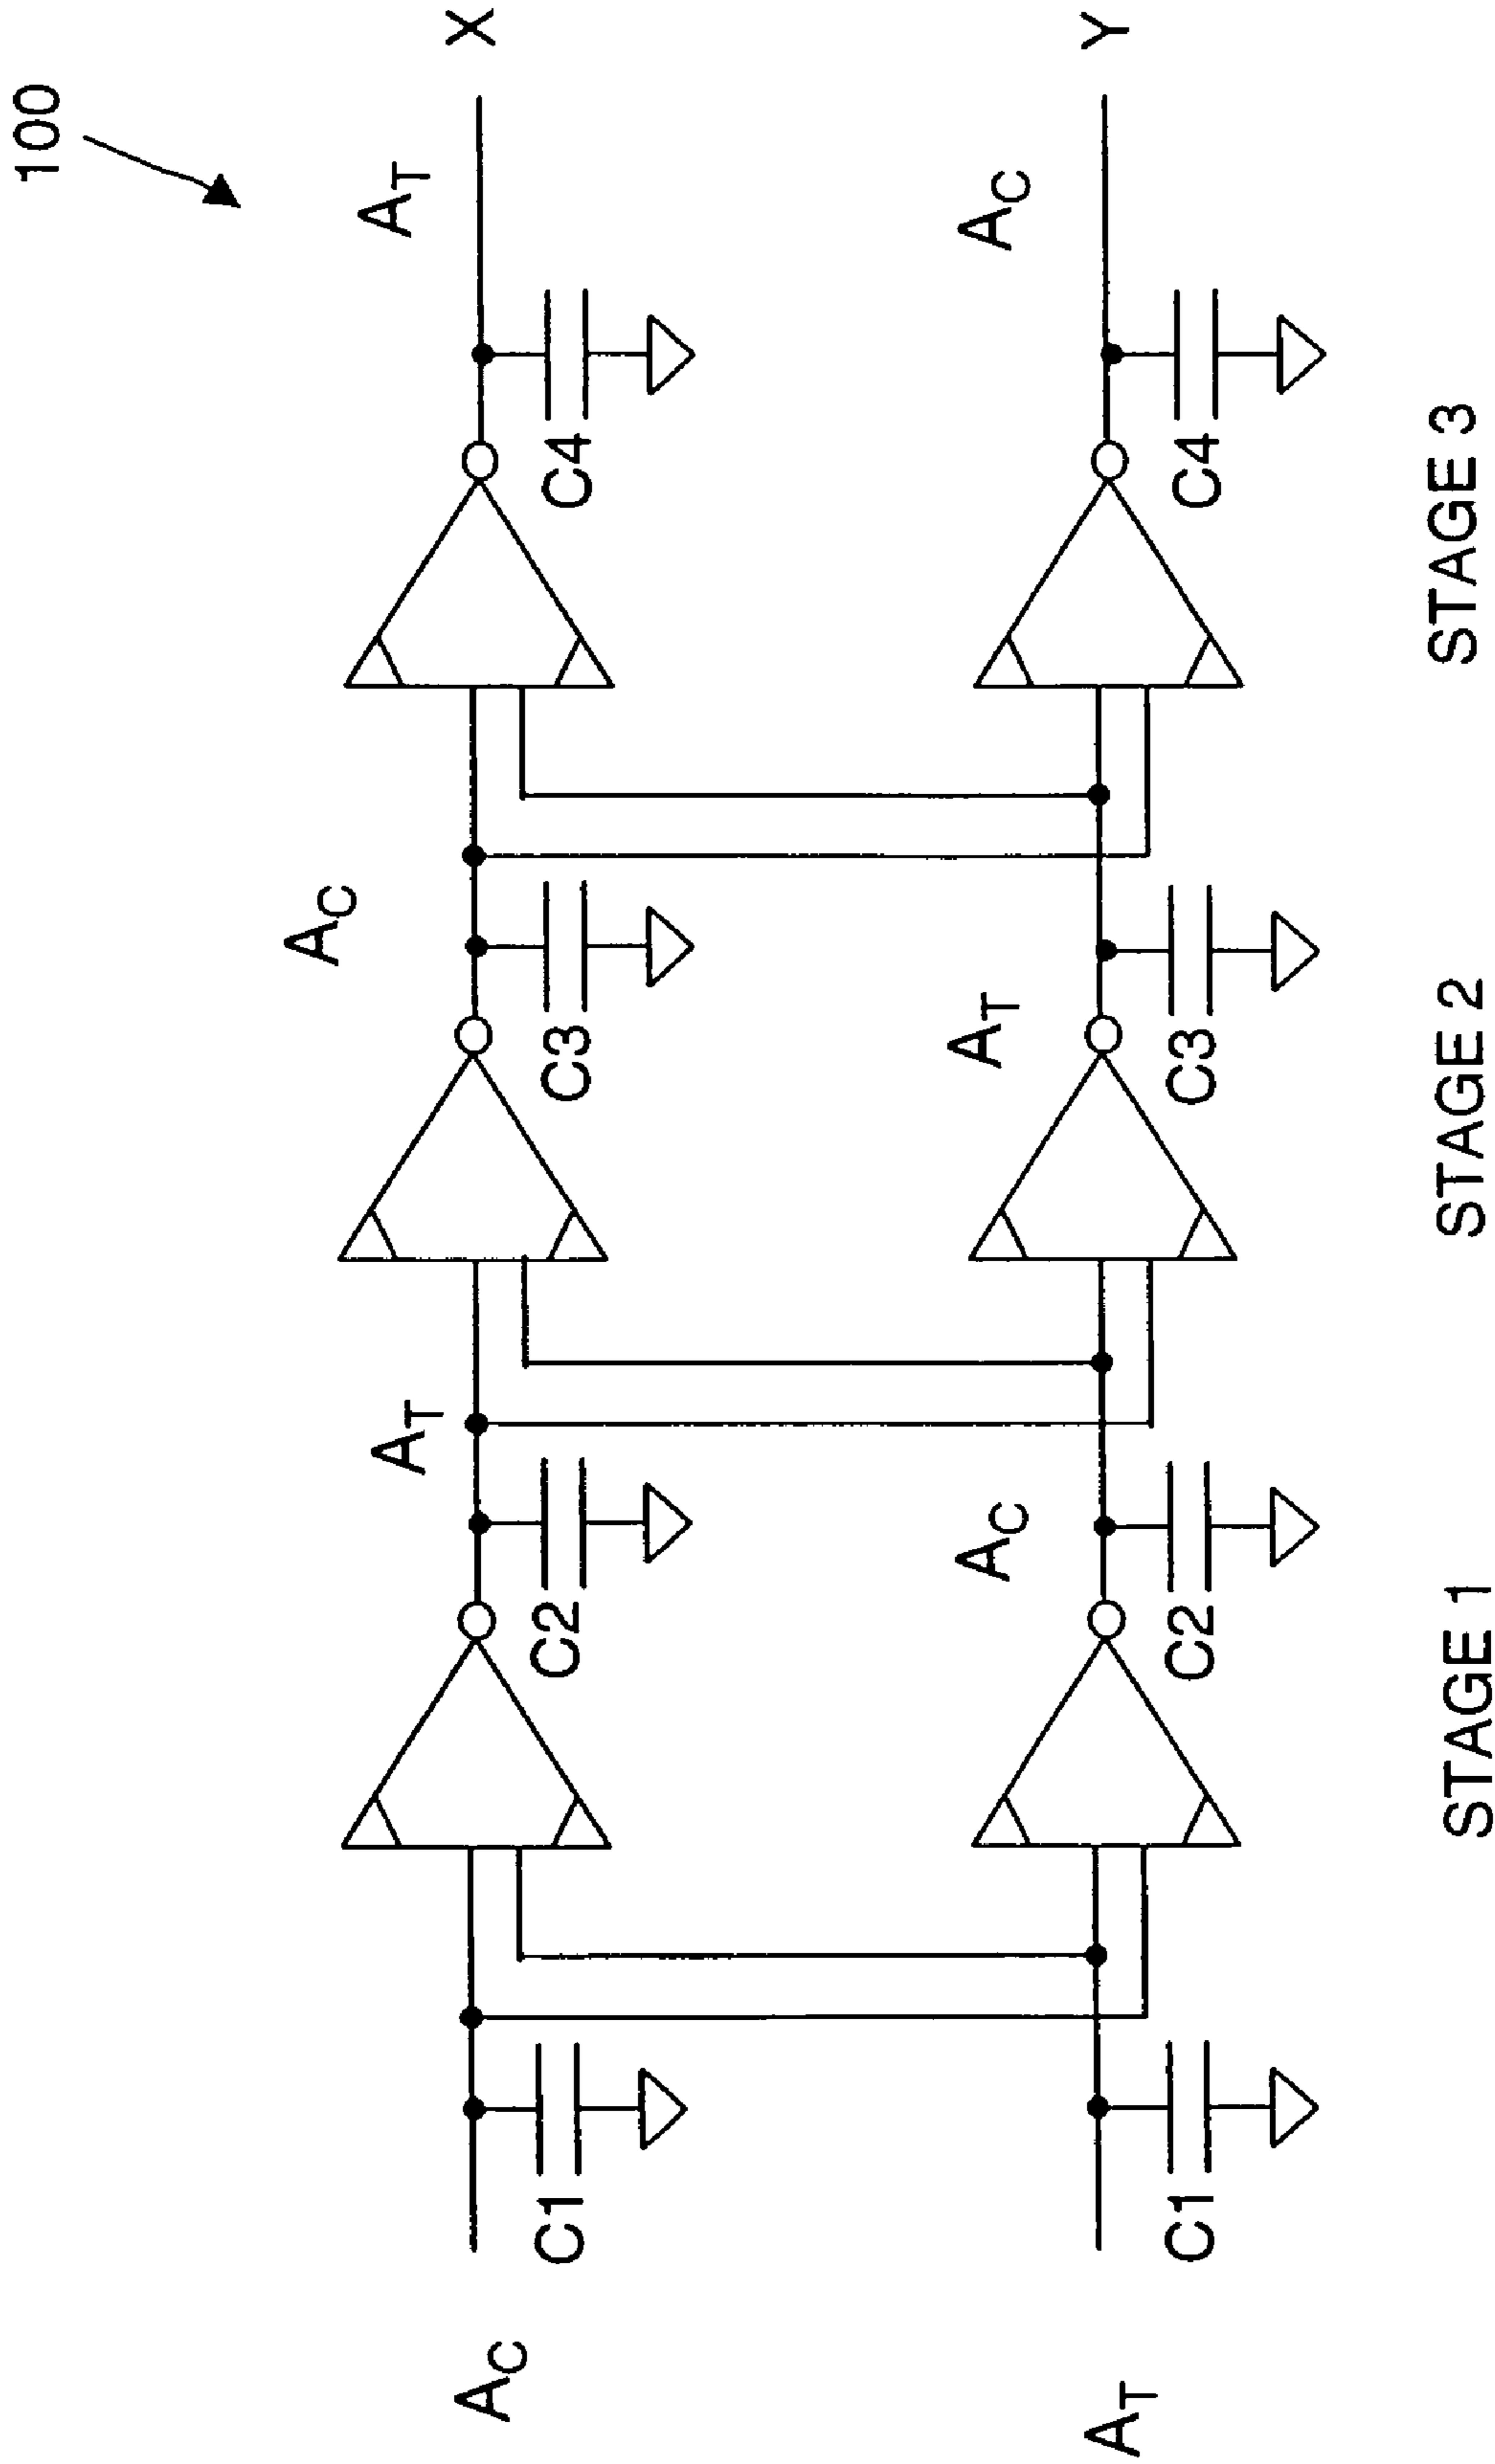 100
A_C
C1
A_T
C2
A_C
C3
A_T
C4
X
A_T
C1
A_C
C2
A_T
C3
A_C
C4
Y
STAGE 1
STAGE 2
STAGE 3